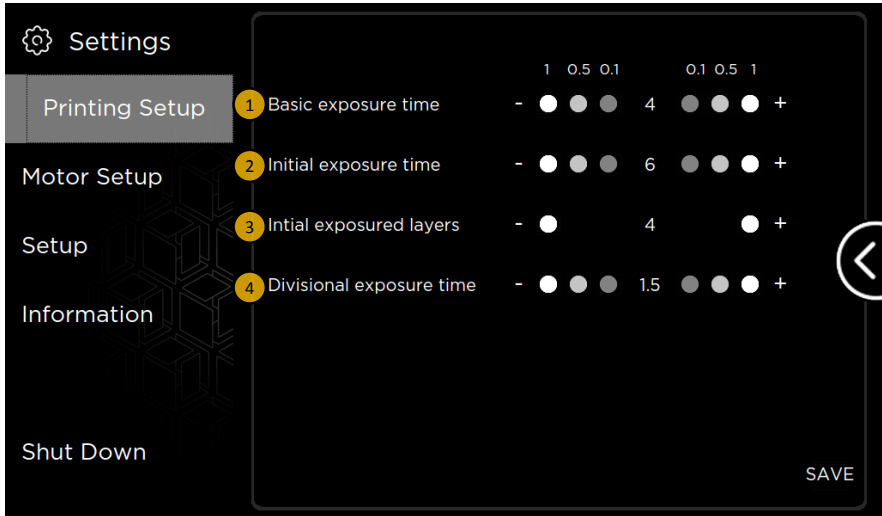 Settings
1 0.5 0.1 0.1 0.5 1
Printing Setup
1 Basic exposure time - 4 +
Motor Setup
2 Initial exposure time - 6 +
3 Intial exposured layers - 4 +
Setup
4 Divisional exposure time - 1.5 +
Information
Shut Down
SAVE